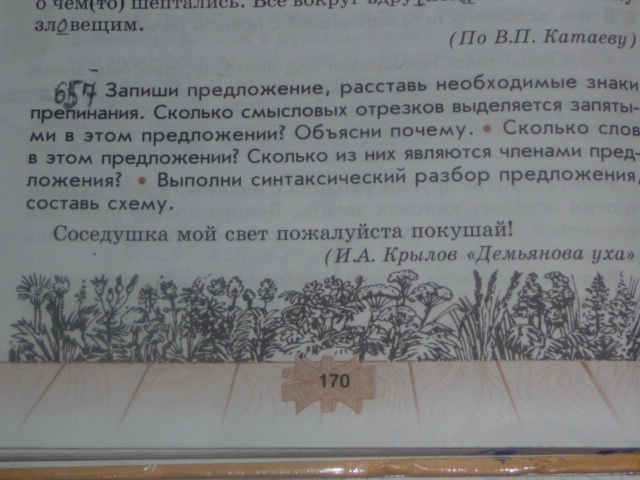 о чём(то) шептались. Всё вокруг
зловещим.
(По В.П. Катаеву)
657 Запиши предложение, расставь необходимые знаки
препинания. Сколько смысловых отрезков выделяется запяты-
ми в этом предложении? Объясни почему. • Сколько слов
в этом предложении? Сколько из них являются членами пред-
ложения? • Выполни синтаксический разбор предложения,
составь схему.
Соседушка мой свет пожалуйста покушай!
(И.А. Крылов «Демьянова уха»
170